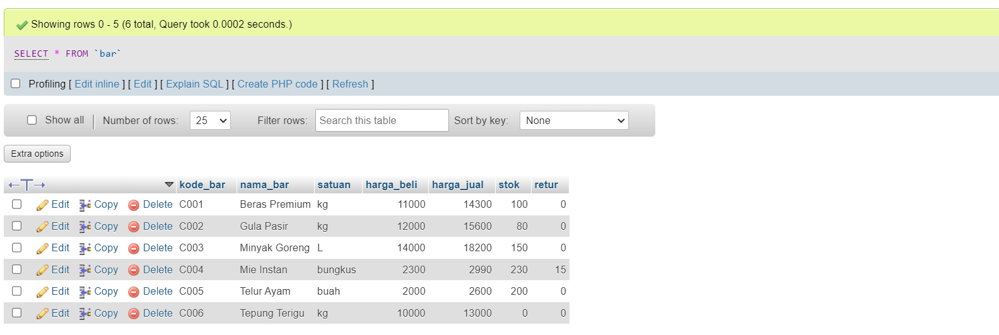 Showing rows 0 - 5 (6 total, Query took 0.0002 seconds.)
SELECT * FROM `bar`
Profiling [ Edit inline ] [ Edit ] [ Explain SQL ] [ Create PHP code ] [ Refresh ]
Show all Number of rows: 25 Filter rows: Search this table Sort by key: None
Extra options
kode_bar nama_bar satuan harga_beli harga_jual stok retur
Edit Copy Delete C001 Beras Premium kg 11000 14300 100 0
Edit Copy Delete C002 Gula Pasir kg 12000 15600 80 0
Edit Copy Delete C003 Minyak Goreng L 14000 18200 150 0
Edit Copy Delete C004 Mie Instan bungkus 2300 2990 230 15
Edit Copy Delete C005 Telur Ayam buah 2000 2600 200 0
Edit Copy Delete C006 Tepung Terigu kg 10000 13000 0 0